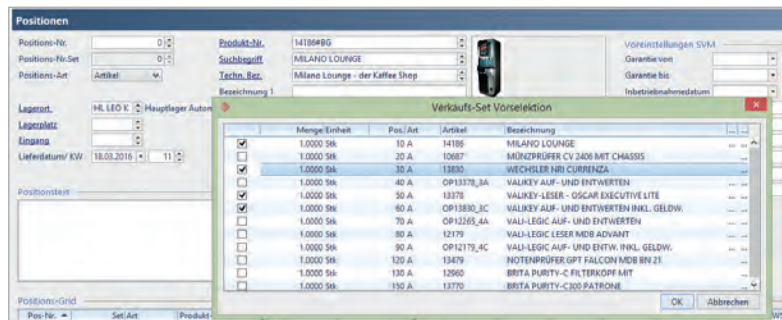 Positionen
Positions-Nr. 0
Produkt-Nr. 14186#BG
Voreinstellungen SVM
Positions-Nr.Set 0
Suchbegriff MILANO LOUNGE
Garantie von
Positions-Art Artikel
Techn. Bez. Milano Lounge - der Kaffee Shop
Garantie bis
Bezeichnung 1
Inbetriebnahmedatum
Lagerort HL LEO K Hauptlager Autom
Lagerplatz
Eingang
Lieferdatum/ KW 18.03.2016 11
Positionstext
Verkaufs-Set Vorselektion
Menge Einheit Pos. Art Artikel Bezeichnung ... ...
1.0000 Stk 10 A 14186 MILANO LOUNGE ... ...
1.0000 Stk 20 A 10687 MÜNZPRÜFER CV 2406 MIT CHASSIS ...
1.0000 Stk 30 A 13830 WECHSLER NRI CURRENZA ...
1.0000 Stk 40 A OP13378_3A VALIKEY AUF- UND ENTWERTEN ... ...
1.0000 Stk 50 A 13378 VALIKEY-LESER - OSCAR EXECUTIVE LITE ... ...
1.0000 Stk 60 A OP13830_3C VALIKEY AUF- UND ENTWERTEN INKL. GELDW. ... ...
1.0000 Stk 70 A OP12265_4A VALI-LEGIC AUF- UND ENTWERTEN ...
1.0000 Stk 80 A 12179 VALI-LEGIC LESER MDB ADVANT ... ...
1.0000 Stk 90 A OP12179_4C VALI-LEGIC AUF- UND ENTW. INKL. GELDW. ... ...
1.0000 Stk 120 A 13479 NOTENPRÜFER GPT FALCON MDB BN 21 ...
1.0000 Stk 130 A 12960 BRITA PURITY-C FILTERKOPF MIT ...
1.0000 Stk 150 A 13770 BRITA PURITY-C300 PATRONE ...
OK Abbrechen
Positions-Grid
Pos-Nr. Set Art Produkt-